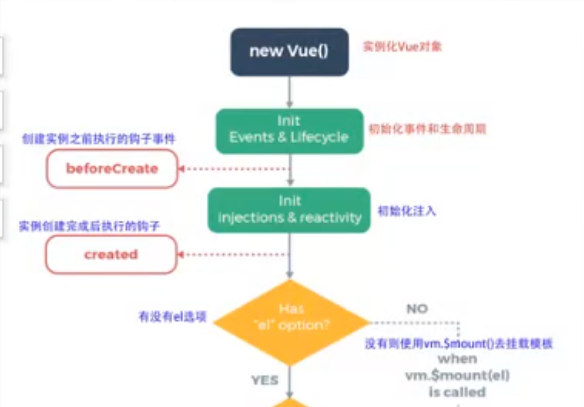 new Vue()
实例化Vue对象
Init
Events & Lifecycle
初始化事件和生命周期
创建实例之前执行的钩子事件
beforeCreate
Init
injections & reactivity
初始化注入
实例创建完成后执行的钩子
created
Has
"el" option?
有没有el选项
NO
没有则使用vm.$mount()去挂载模板
when
vm.$mount(el)
is called
YES